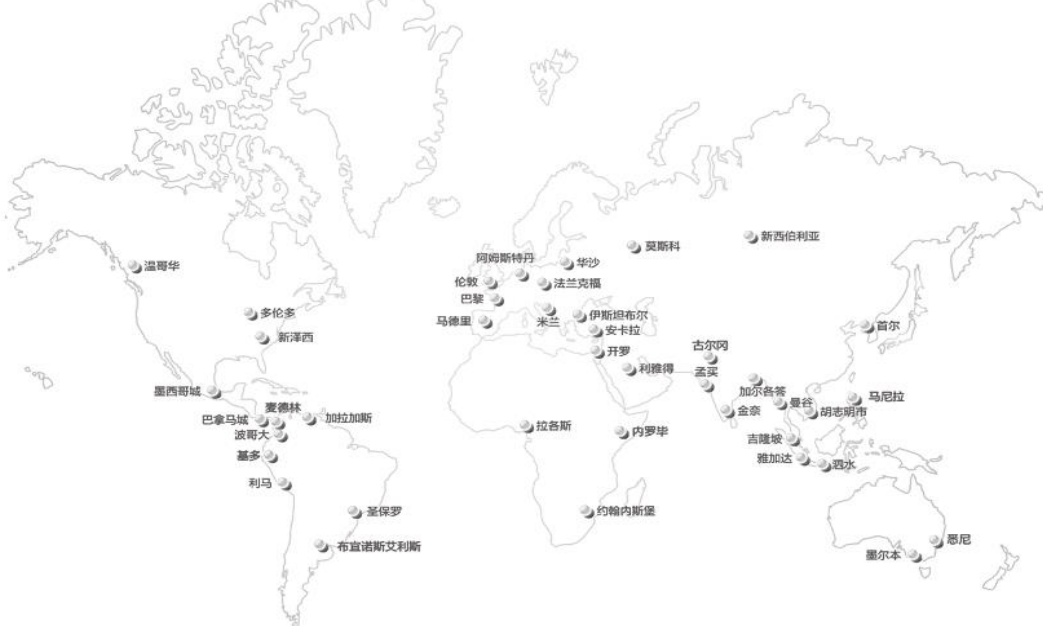 新西伯利亚
莫斯科
阿姆斯特丹
华沙
温哥华
伦敦
法兰克福
巴黎
多伦多
马德里
米兰
伊斯坦布尔
安卡拉
首尔
新泽西
开罗
古尔冈
利雅得
孟买
墨西哥城
加尔各答
马尼拉
麦德林
曼谷
金奈
胡志明市
巴拿马城
加拉加斯
拉各斯
内罗毕
波哥大
吉隆坡
基多
雅加达
泗水
利马
圣保罗
约翰内斯堡
布宜诺斯艾利斯
悉尼
墨尔本